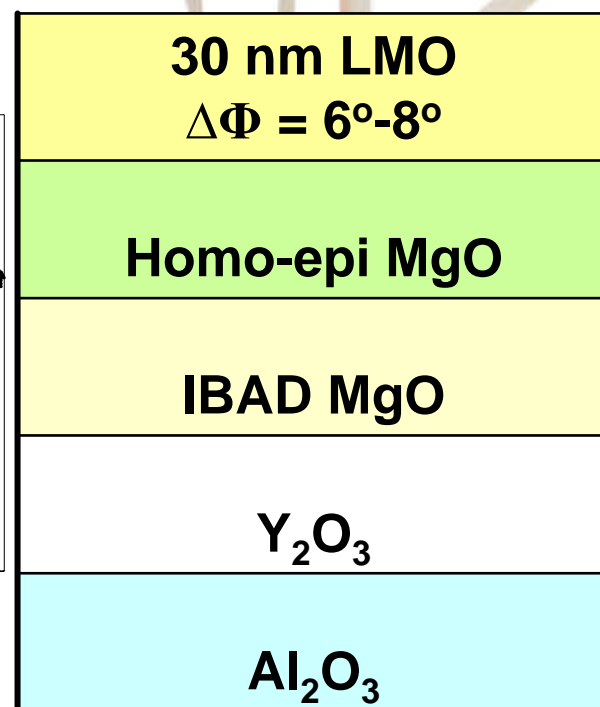 30 nm LMO
ΔΦ = 6º-8º
Homo-epi MgO
IBAD MgO
Y₂O₃
Al₂O₃